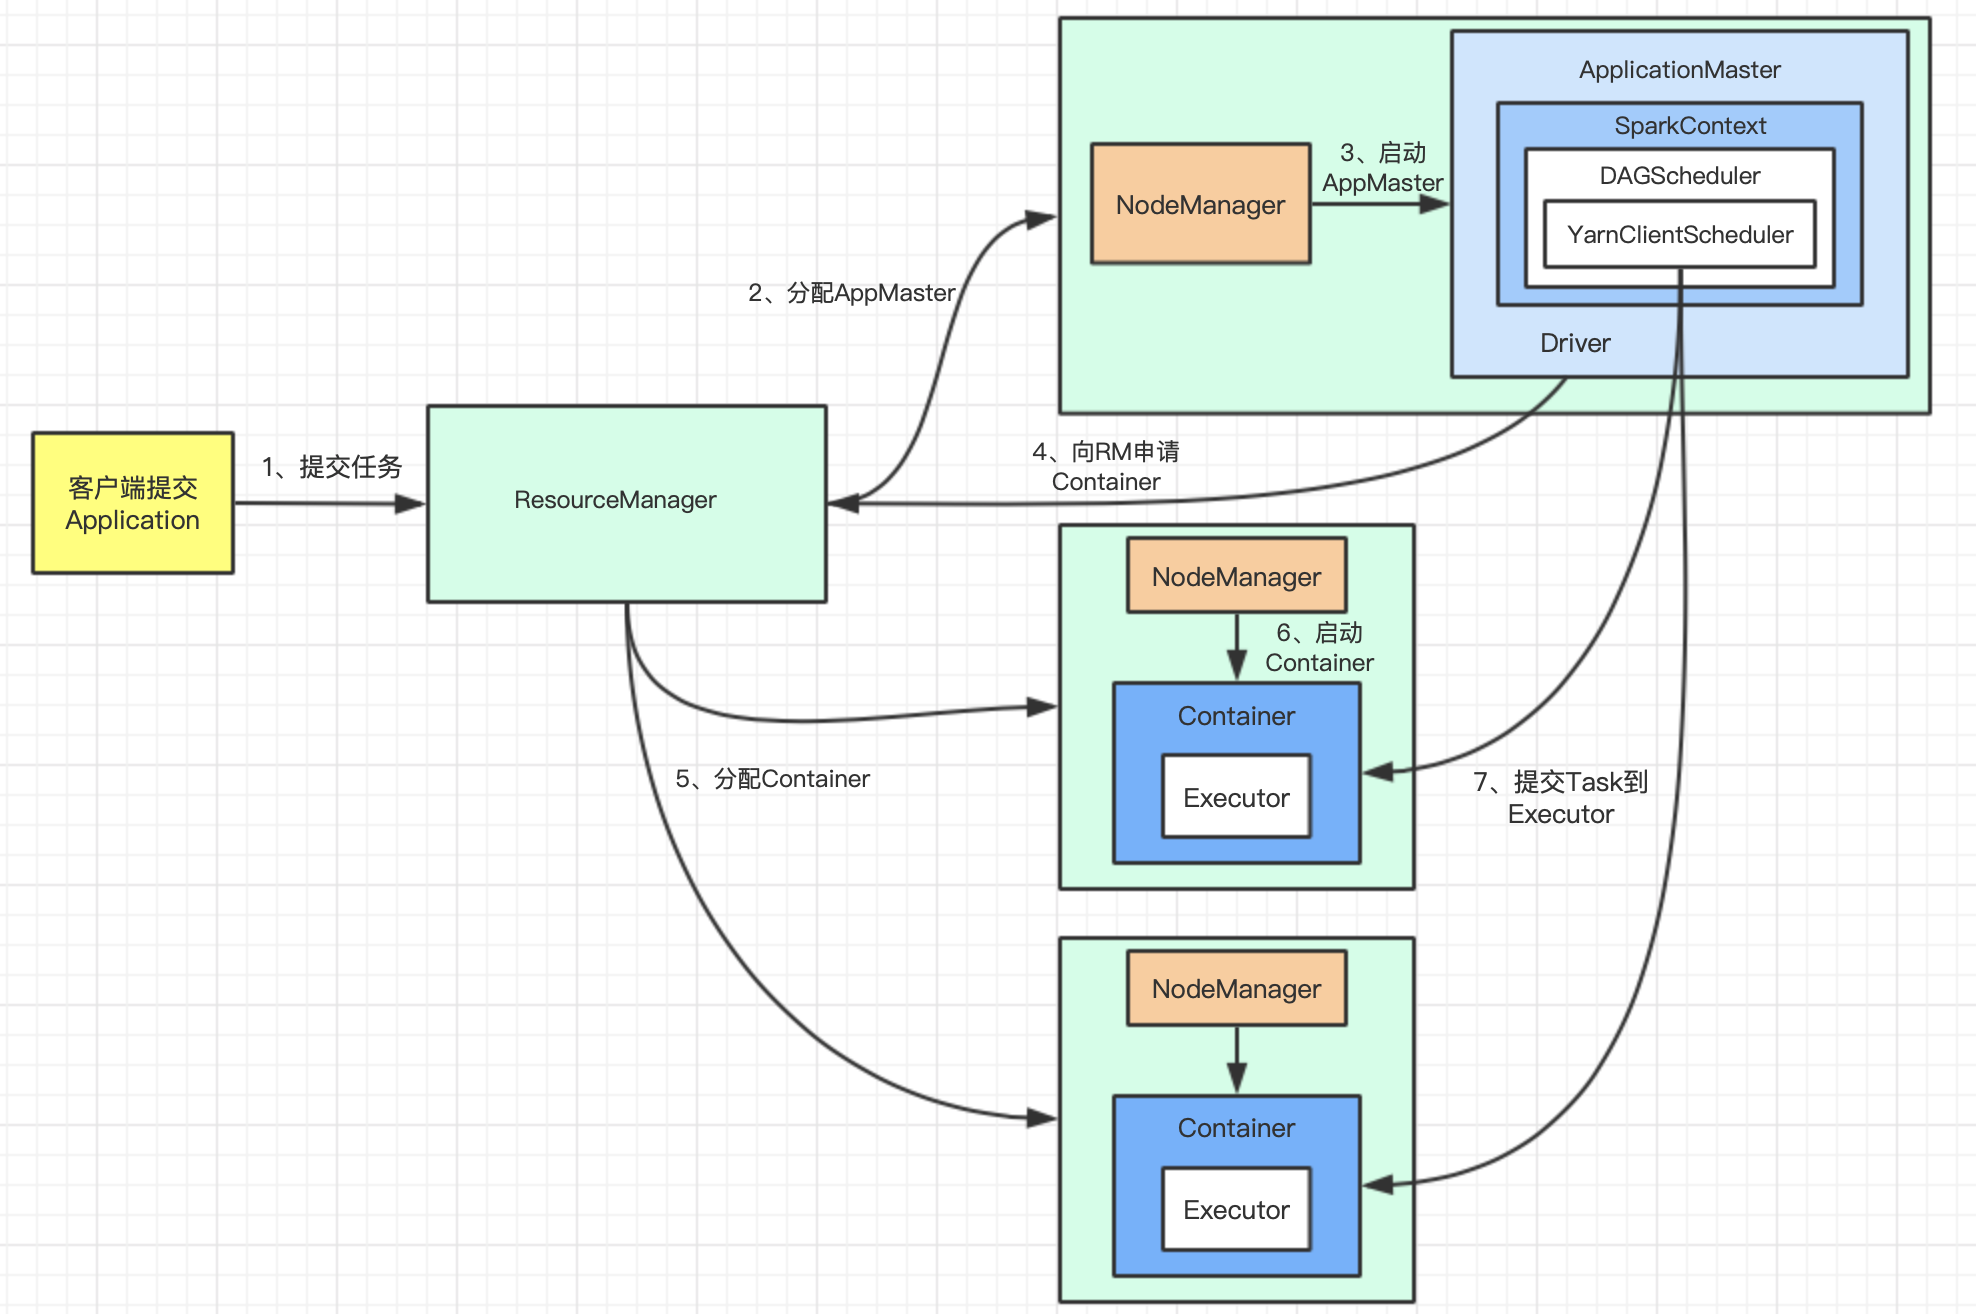 客户端提交
Application
1、提交任务
ResourceManager
2、分配AppMaster
NodeManager
3、启动
AppMaster
ApplicationMaster
SparkContext
DAGScheduler
YarnClientScheduler
Driver
4、向RM申请
Container
5、分配Container
NodeManager
6、启动
Container
Container
Executor
7、提交Task到
Executor
NodeManager
Container
Executor